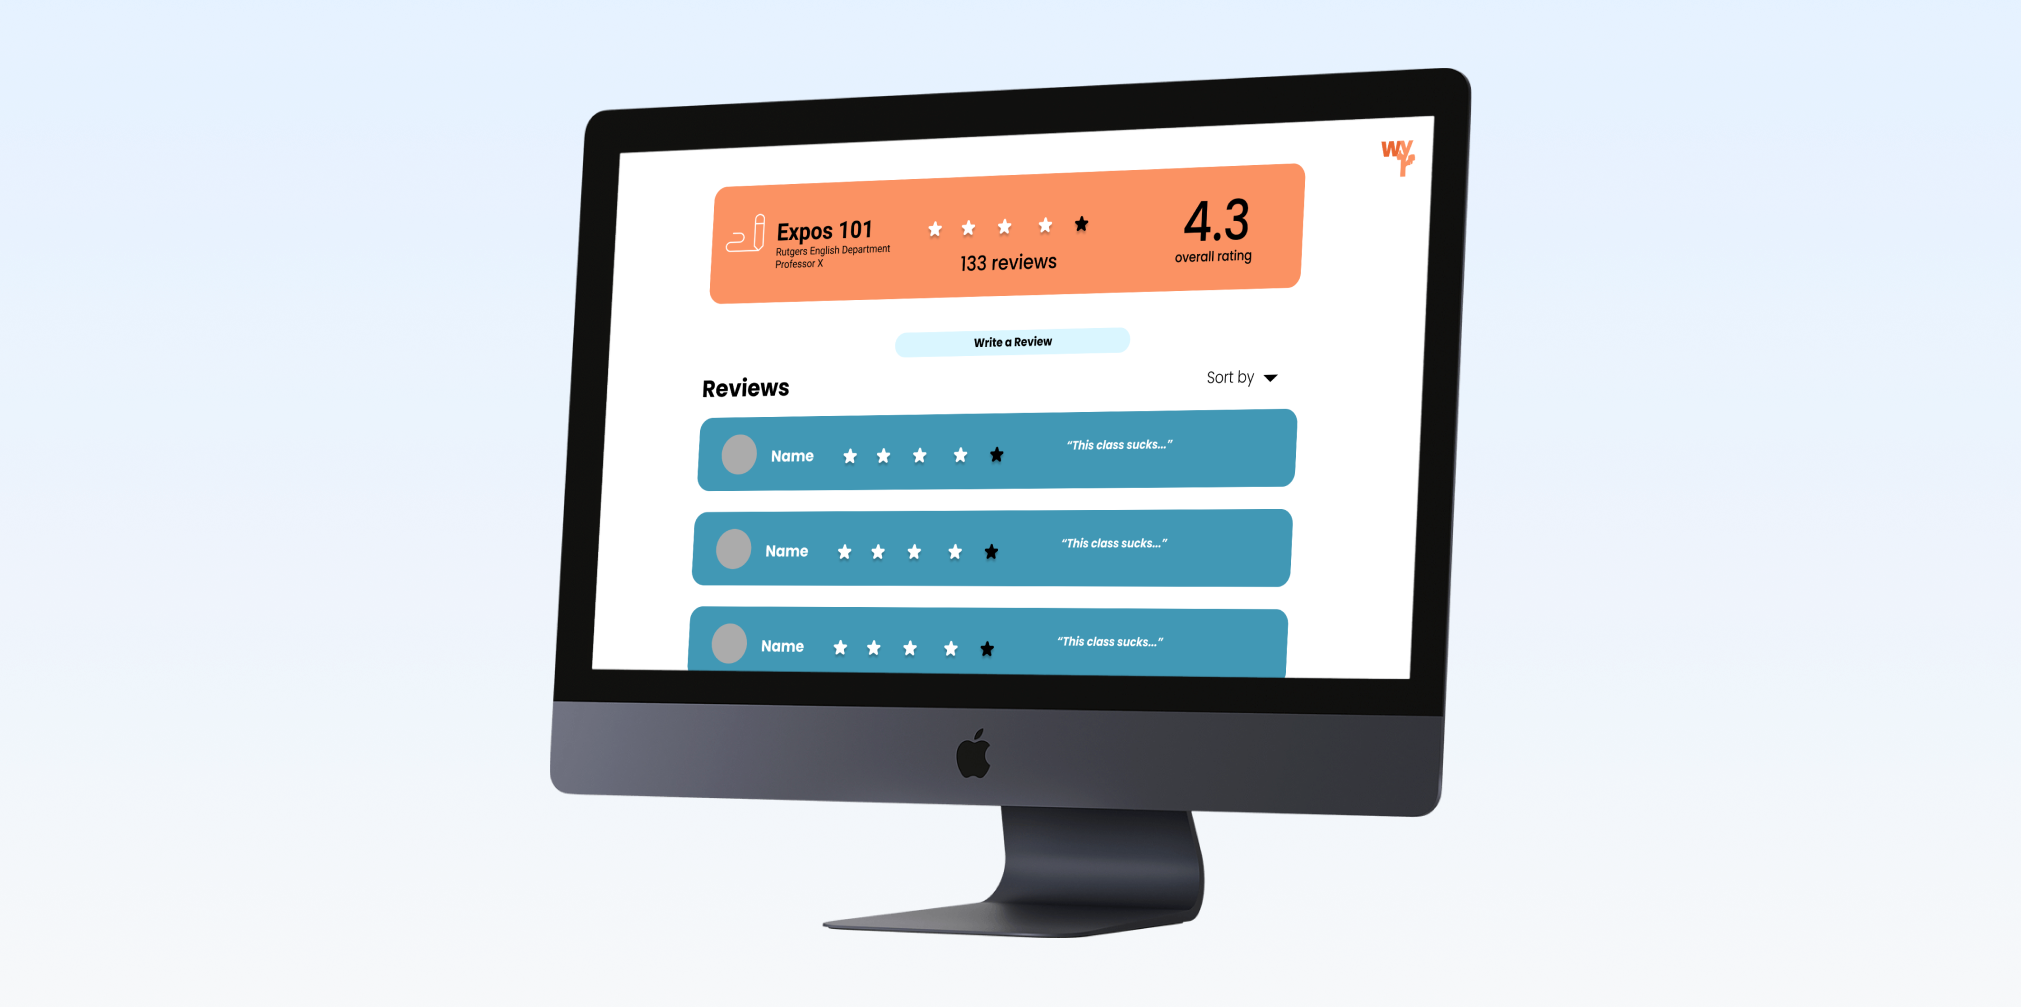 wyr
Expos 101
Rutgers English Department
Professor X
133 reviews
4.3
overall rating
Write a Review
Reviews
Sort by
Name
“This class sucks...”
Name
“This class sucks...”
Name
“This class sucks...”